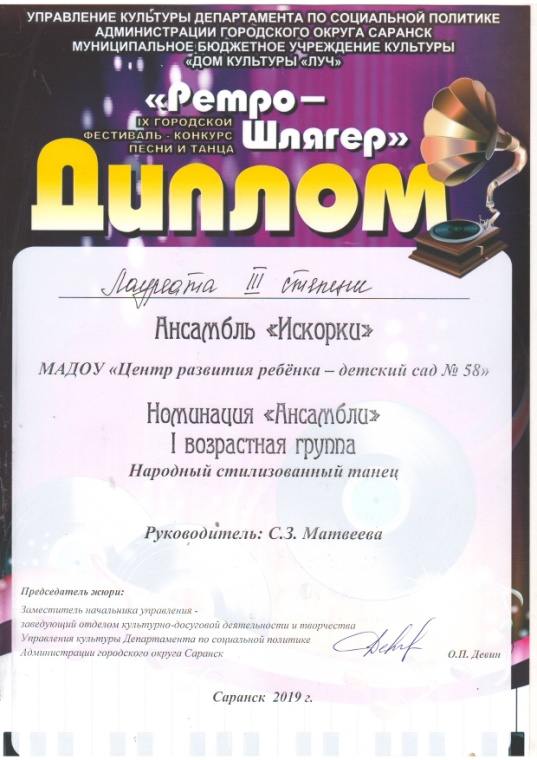 УПРАВЛЕНИЕ КУЛЬТУРЫ ДЕПАРТАМЕНТА ПО СОЦИАЛЬНОЙ ПОЛИТИКЕ
АДМИНИСТРАЦИИ ГОРОДСКОГО ОКРУГА САРАНСК
МУНИЦИПАЛЬНОЕ БЮДЖЕТНОЕ УЧРЕЖДЕНИЕ КУЛЬТУРЫ
«ДОМ КУЛЬТУРЫ «ЛУЧ»
«Ретро–
Шлягер»
IX ГОРОДСКОЙ
ФЕСТИВАЛЬ - КОНКУРС
ПЕСНИ И ТАНЦА
Диплом
Лауреата III степени
Ансамбль «Искорки»
МАДОУ «Центр развития ребёнка – детский сад № 58»
Номинация «Ансамбли»
I возрастная группа
Народный стилизованный танец
Руководитель: С.З. Матвеева
Председатель жюри:
Заместитель начальника управления -
заведующий отделом культурно-досуговой деятельности и творчества
Управления культуры Департамента по социальной политике
Администрации городского округа Саранск
О.П. Девин
Саранск 2019 г.